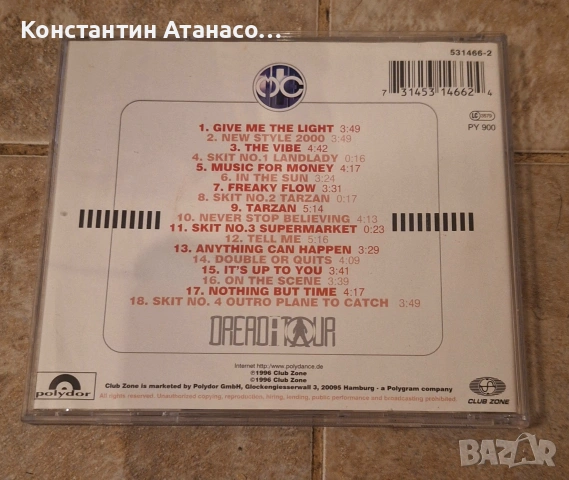 Константин Атанасо...
531466-2
7 31453 14662 4
LC
PY 900
1. GIVE ME THE LIGHT 3:49
2. NEW STYLE 2000 3:49
3. THE VIBE 4:42
4. SKIT NO.1 LANDLADY 0:16
5. MUSIC FOR MONEY 4:17
6. IN THE SUN 3:24
7. FREAKY FLOW 3:31
8. SKIT NO.2 TARZAN 0:17
9. TARZAN 5:14
10. NEVER STOP BELIEVING 4:13
11. SKIT NO.3 SUPERMARKET 0:23
12. TELL ME 5:16
13. ANYTHING CAN HAPPEN 3:29
14. DOUBLE OR QUITS 4:09
15. IT'S UP TO YOU 3:41
16. ON THE SCENE 3:39
17. NOTHING BUT TIME 4:17
18. SKIT NO. 4 OUTRO PLANE TO CATCH 3:49
DREADATOUR
Internet http:/www.polydance.de
℗1996 Club Zone
©1996 Club Zone
Club Zone is marketed by Polydor GmbH, Glockengiesserwall 3, 20095 Hamburg - a Polygram company
All rights reserved. Unauthorized copying, reproduction, hiring, lending, public performance and broadcasting prohibited.
polydor
CLUB ZONE
BAZAR